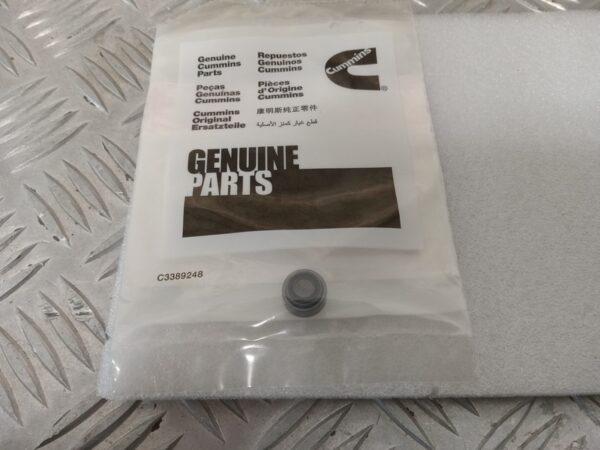 Genuine
Cummins
Parts
Repuestos
Genuinos
Cummins
Cummins
®
Peças
Genuinas
Cummins
Pièces
d'Origine
Cummins
Cummins
Original
Ersatzteile
康明斯纯正零件
قطع غيار كمنز الأصلية
GENUINE
PARTS
C3389248